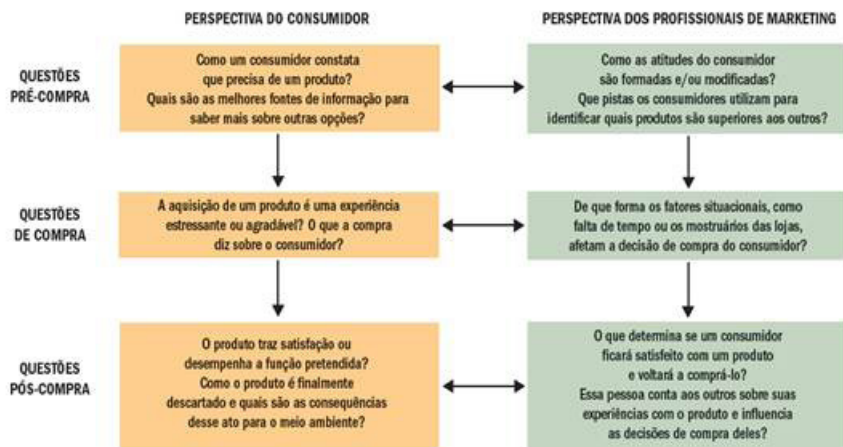 PERSPECTIVA DO CONSUMIDOR
PERSPECTIVA DOS PROFISSIONAIS DE MARKETING
QUESTÕES
PRÉ-COMPRA
Como um consumidor constata
que precisa de um produto?
Quais são as melhores fontes de informação para
saber mais sobre outras opções?
Como as atitudes do consumidor
são formadas e/ou modificadas?
Que pistas os consumidores utilizam para
identificar quais produtos são superiores aos outros?
QUESTÕES
DE COMPRA
A aquisição de um produto é uma experiência
estressante ou agradável? O que a compra
diz sobre o consumidor?
De que forma os fatores situacionais, como
falta de tempo ou os mostruários das lojas,
afetam a decisão de compra do consumidor?
QUESTÕES
PÓS-COMPRA
O produto traz satisfação ou
desempenha a função pretendida?
Como o produto é finalmente
descartado e quais são as consequências
desse ato para o meio ambiente?
O que determina se um consumidor
ficará satisfeito com um produto
e voltará a comprá-lo?
Essa pessoa conta aos outros sobre suas
experiências com o produto e influencia
as decisões de compra deles?